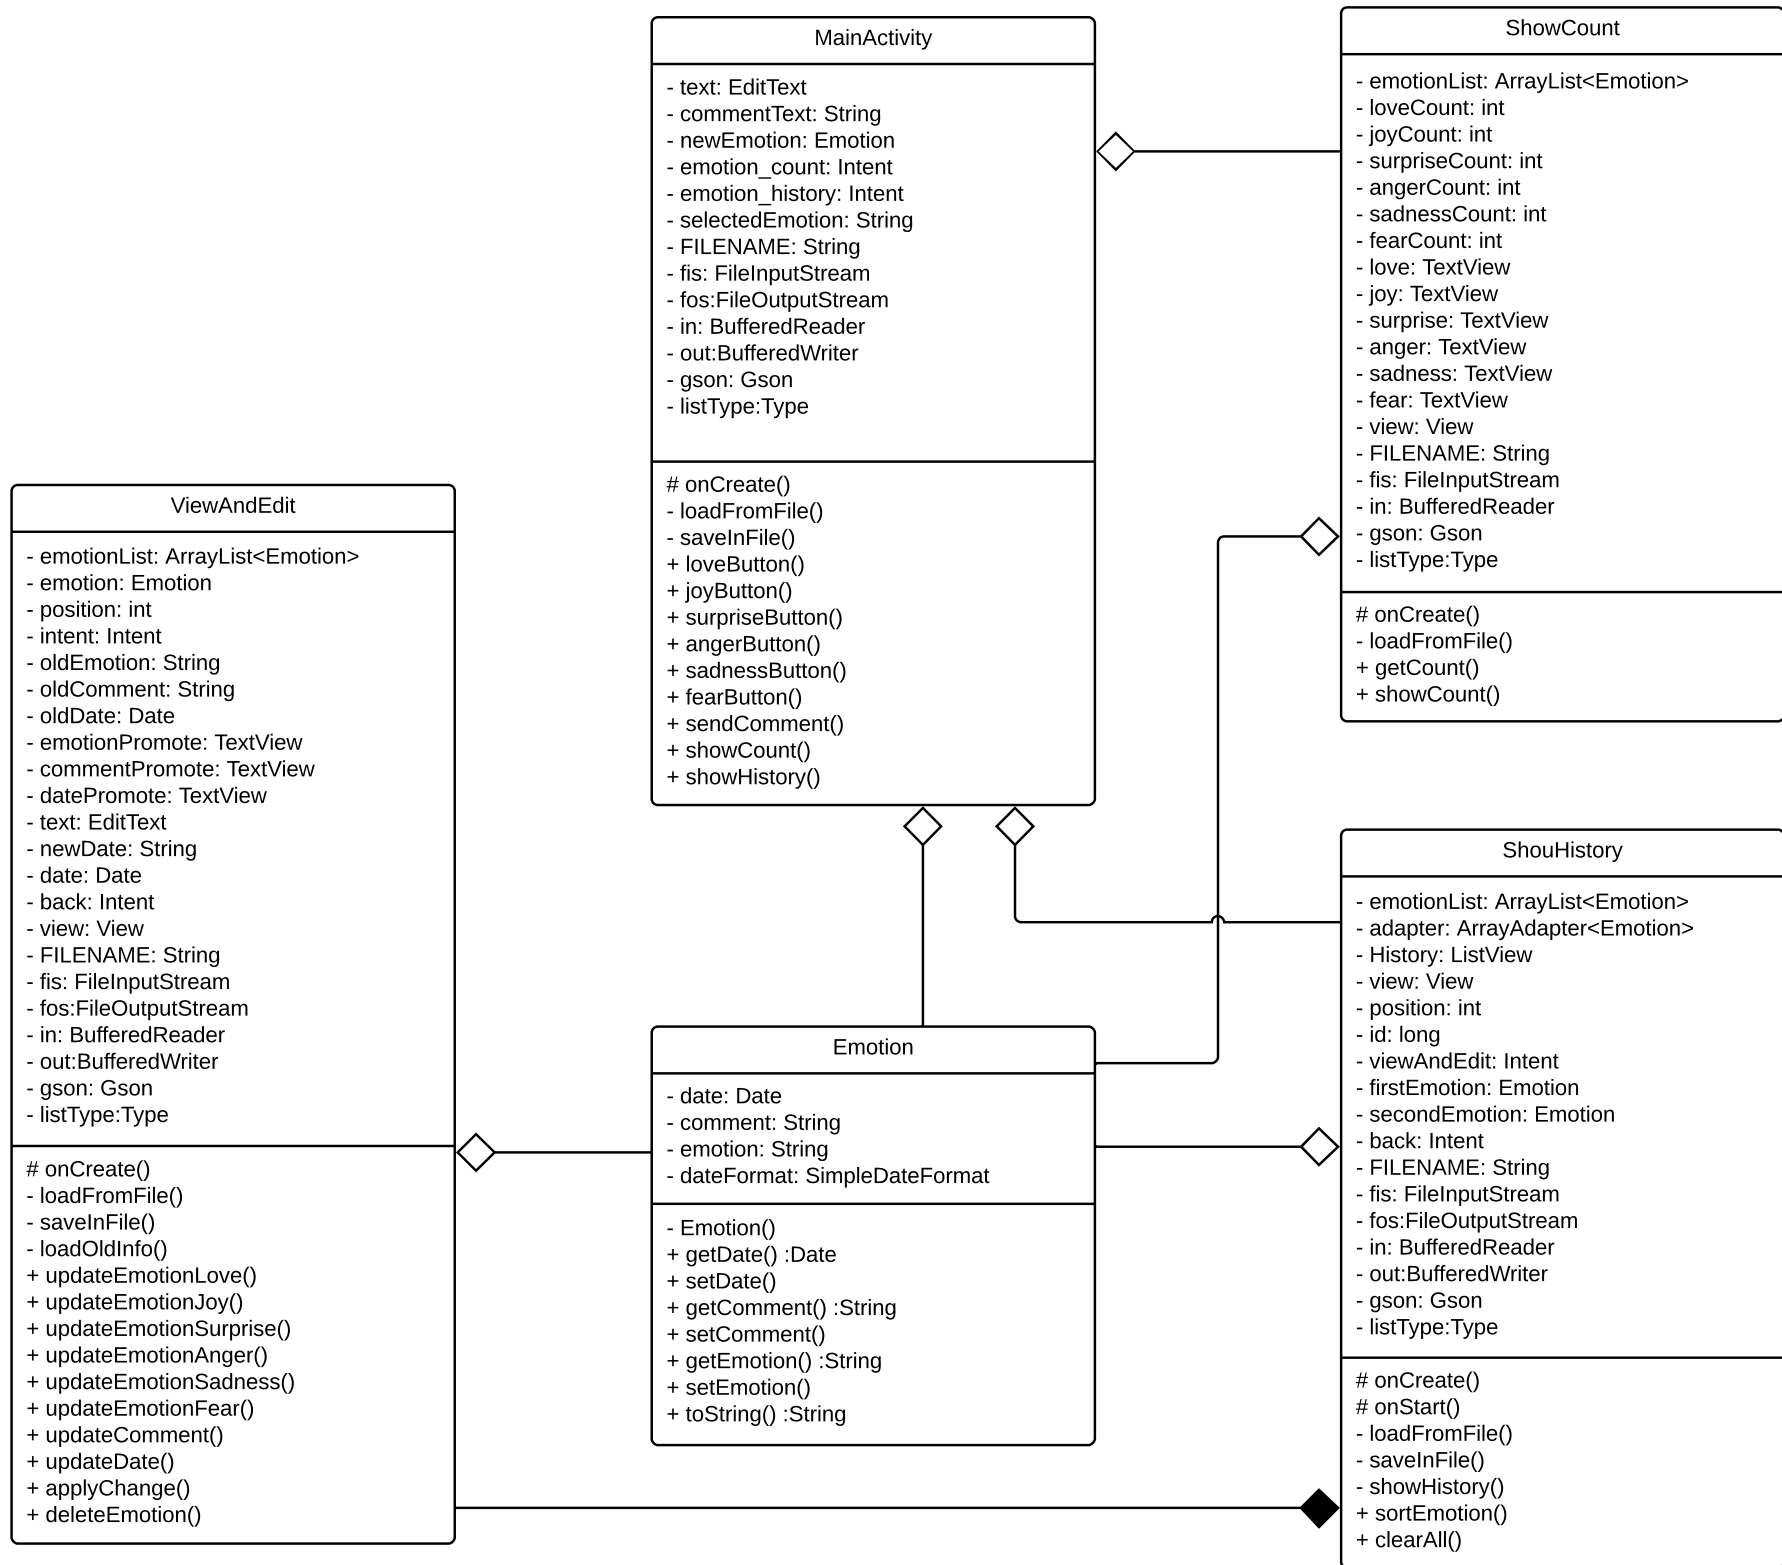 MainActivity
- text: EditText
- commentText: String
- newEmotion: Emotion
- emotion_count: Intent
- emotion_history: Intent
- selectedEmotion: String
- FILENAME: String
- fis: FileInputStream
- fos:FileOutputStream
- in: BufferedReader
- out:BufferedWriter
- gson: Gson
- listType:Type
# onCreate()
- loadFromFile()
- saveInFile()
+ loveButton()
+ joyButton()
+ surpriseButton()
+ angerButton()
+ sadnessButton()
+ fearButton()
+ sendComment()
+ showCount()
+ showHistory()
ShowCount
- emotionList: ArrayList<Emotion>
- loveCount: int
- joyCount: int
- surpriseCount: int
- angerCount: int
- sadnessCount: int
- fearCount: int
- love: TextView
- joy: TextView
- surprise: TextView
- anger: TextView
- sadness: TextView
- fear: TextView
- view: View
- FILENAME: String
- fis: FileInputStream
- in: BufferedReader
- gson: Gson
- listType:Type
# onCreate()
- loadFromFile()
+ getCount()
+ showCount()
ViewAndEdit
- emotionList: ArrayList<Emotion>
- emotion: Emotion
- position: int
- intent: Intent
- oldEmotion: String
- oldComment: String
- oldDate: Date
- emotionPromote: TextView
- commentPromote: TextView
- datePromote: TextView
- text: EditText
- newDate: String
- date: Date
- back: Intent
- view: View
- FILENAME: String
- fis: FileInputStream
- fos:FileOutputStream
- in: BufferedReader
- out:BufferedWriter
- gson: Gson
- listType:Type
# onCreate()
- loadFromFile()
- saveInFile()
- loadOldInfo()
+ updateEmotionLove()
+ updateEmotionJoy()
+ updateEmotionSurprise()
+ updateEmotionAnger()
+ updateEmotionSadness()
+ updateEmotionFear()
+ updateComment()
+ updateDate()
+ applyChange()
+ deleteEmotion()
Emotion
- date: Date
- comment: String
- emotion: String
- dateFormat: SimpleDateFormat
- Emotion()
+ getDate() :Date
+ setDate()
+ getComment() :String
+ setComment()
+ getEmotion() :String
+ setEmotion()
+ toString() :String
ShouHistory
- emotionList: ArrayList<Emotion>
- adapter: ArrayAdapter<Emotion>
- History: ListView
- view: View
- position: int
- id: long
- viewAndEdit: Intent
- firstEmotion: Emotion
- secondEmotion: Emotion
- back: Intent
- FILENAME: String
- fis: FileInputStream
- fos:FileOutputStream
- in: BufferedReader
- out:BufferedWriter
- gson: Gson
- listType:Type
# onCreate()
# onStart()
- loadFromFile()
- saveInFile()
- showHistory()
+ sortEmotion()
+ clearAll()